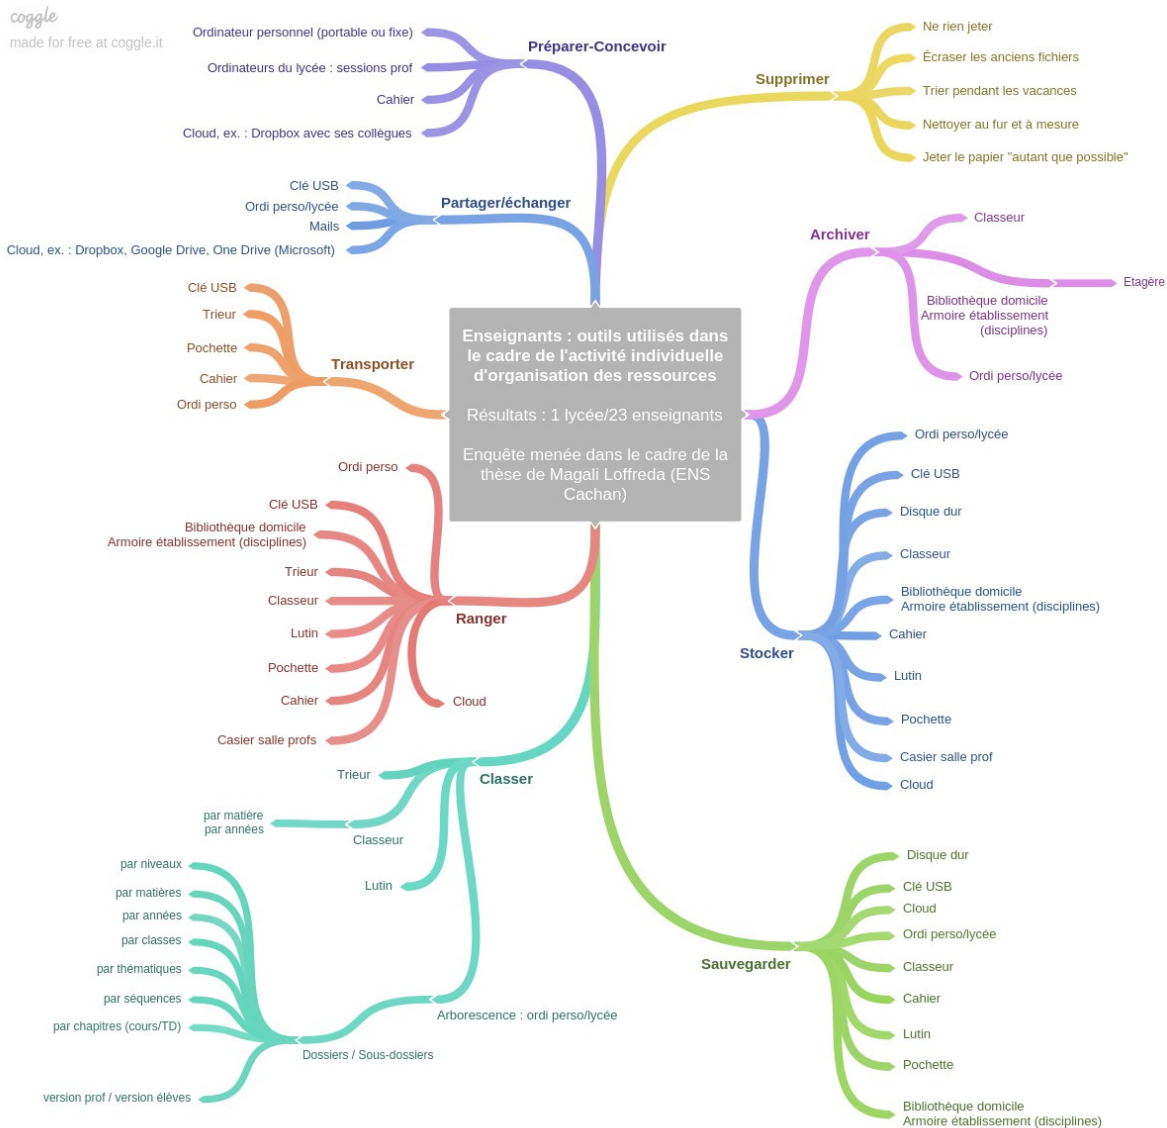 coggle
made for free at coggle.it
Ordinateur personnel (portable ou fixe)
Ordinateurs du lycée : sessions prof
Cahier
Cloud, ex. : Dropbox avec ses collègues
Préparer-Concevoir
Supprimer
Ne rien jeter
Écraser les anciens fichiers
Trier pendant les vacances
Nettoyer au fur et à mesure
Jeter le papier "autant que possible"
Clé USB
Ordi perso/lycée
Mails
Cloud, ex. : Dropbox, Google Drive, One Drive (Microsoft)
Partager/échanger
Archiver
Classeur
Etagère
Bibliothèque domicile
Armoire établissement
(disciplines)
Ordi perso/lycée
Clé USB
Trieur
Pochette
Cahier
Ordi perso
Transporter
Enseignants : outils utilisés dans
le cadre de l'activité individuelle
d'organisation des ressources
Résultats : 1 lycée/23 enseignants
Enquête menée dans le cadre de la
thèse de Magali Loffreda (ENS
Cachan)
Ordi perso
Clé USB
Bibliothèque domicile
Armoire établissement (disciplines)
Trieur
Classeur
Lutin
Pochette
Cahier
Casier salle profs
Cloud
Ranger
Stocker
Ordi perso/lycée
Clé USB
Disque dur
Classeur
Bibliothèque domicile
Armoire établissement (disciplines)
Cahier
Lutin
Pochette
Casier salle prof
Cloud
Classer
Trieur
par matière
par années
Classeur
Lutin
Arborescence : ordi perso/lycée
Dossiers / Sous-dossiers
par niveaux
par matières
par années
par classes
par thématiques
par séquences
par chapitres (cours/TD)
version prof / version élèves
Sauvegarder
Disque dur
Clé USB
Cloud
Ordi perso/lycée
Classeur
Cahier
Lutin
Pochette
Bibliothèque domicile
Armoire établissement (disciplines)